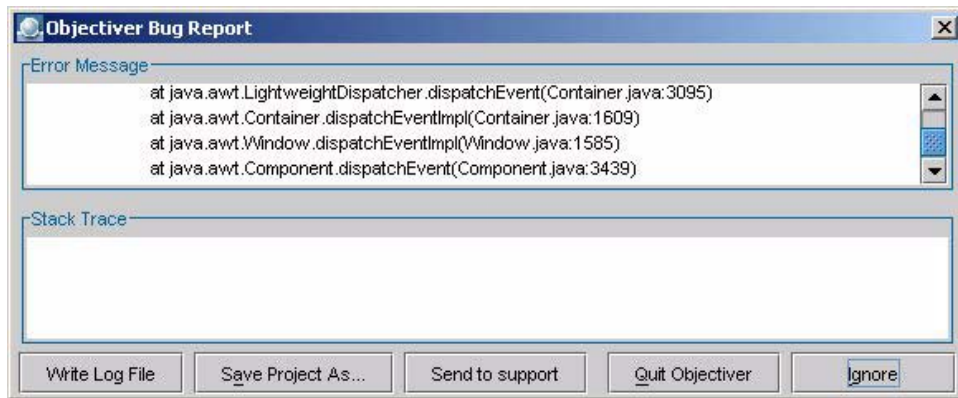 Objectiver Bug Report
Error Message
at java.awt.LightweightDispatcher.dispatchEvent(Container.java:3095)
at java.awt.Container.dispatchEventImpl(Container.java:1609)
at java.awt.Window.dispatchEventImpl(Window.java:1585)
at java.awt.Component.dispatchEvent(Component.java:3439)
Stack Trace
Write Log File
Save Project As...
Send to support
Quit Objectiver
Ignore